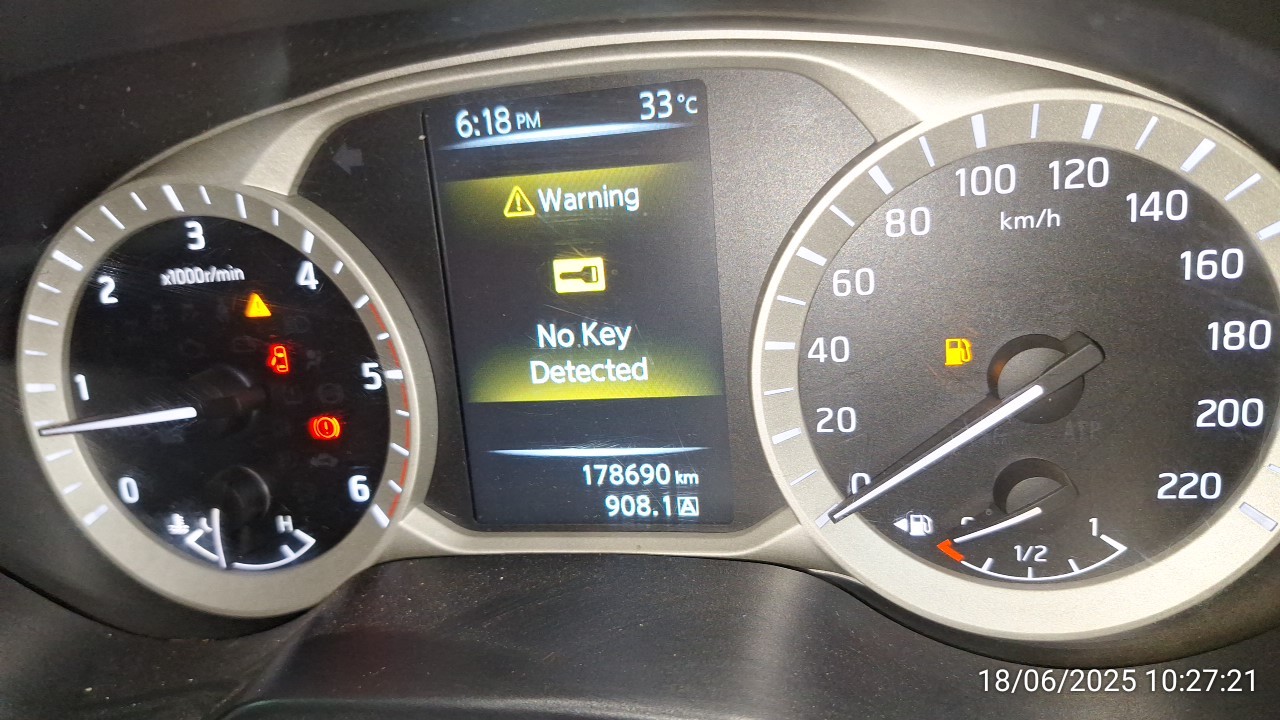 6:18 PM 33°C
Warning
No Key
Detected
178690 km
908.1 A
0 1 2 3 4 5 6
x1000r/min
H
0 20 40 60 80 100 120 140 160 180 200 220
km/h
1/2 1
18/06/2025 10:27:21